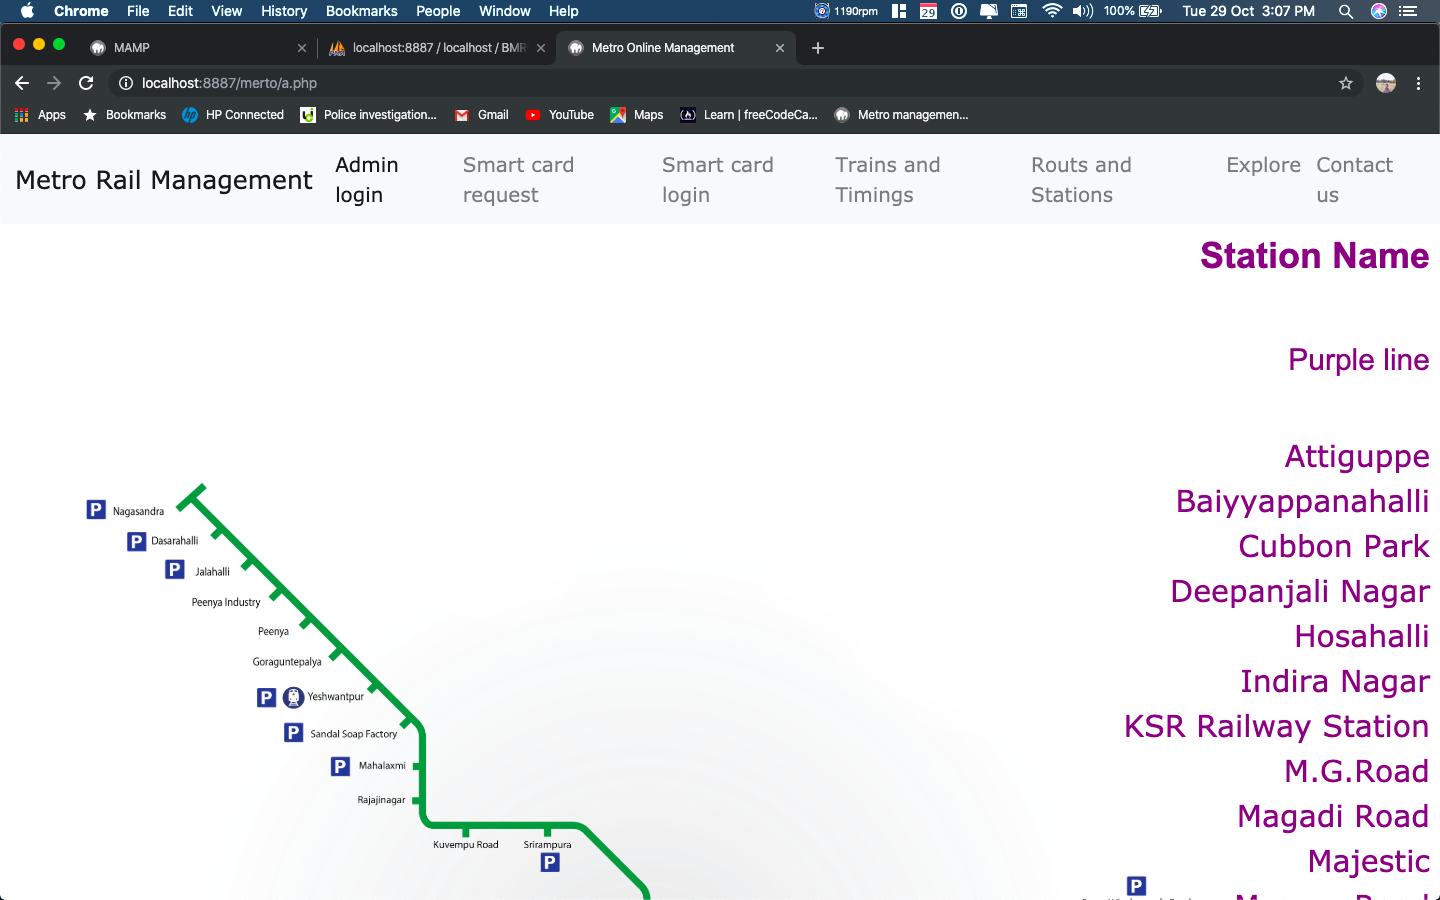 Chrome File Edit View History Bookmarks People Window Help 1190rpm 29 100% Tue 29 Oct 3:07 PM
MAMP localhost:8887 / localhost / BMR Metro Online Management
localhost:8887/merto/a.php
Apps Bookmarks HP Connected Police investigation... Gmail YouTube Maps Learn | freeCodeCa... Metro managemen...
Metro Rail Management
Admin login
Smart card request
Smart card login
Trains and Timings
Routs and Stations
Explore
Contact us
Station Name
Purple line
Attiguppe
Baiyyappanahalli
Cubbon Park
Deepanjali Nagar
Hosahalli
Indira Nagar
KSR Railway Station
M.G.Road
Magadi Road
Majestic
P Nagasandra
P Dasarahalli
P Jalahalli
Peenya Industry
Peenya
Goraguntepalya
P Yeshwantpur
P Sandal Soap Factory
P Mahalaxmi
Rajajinagar
Kuvempu Road
Srirampura
P
P